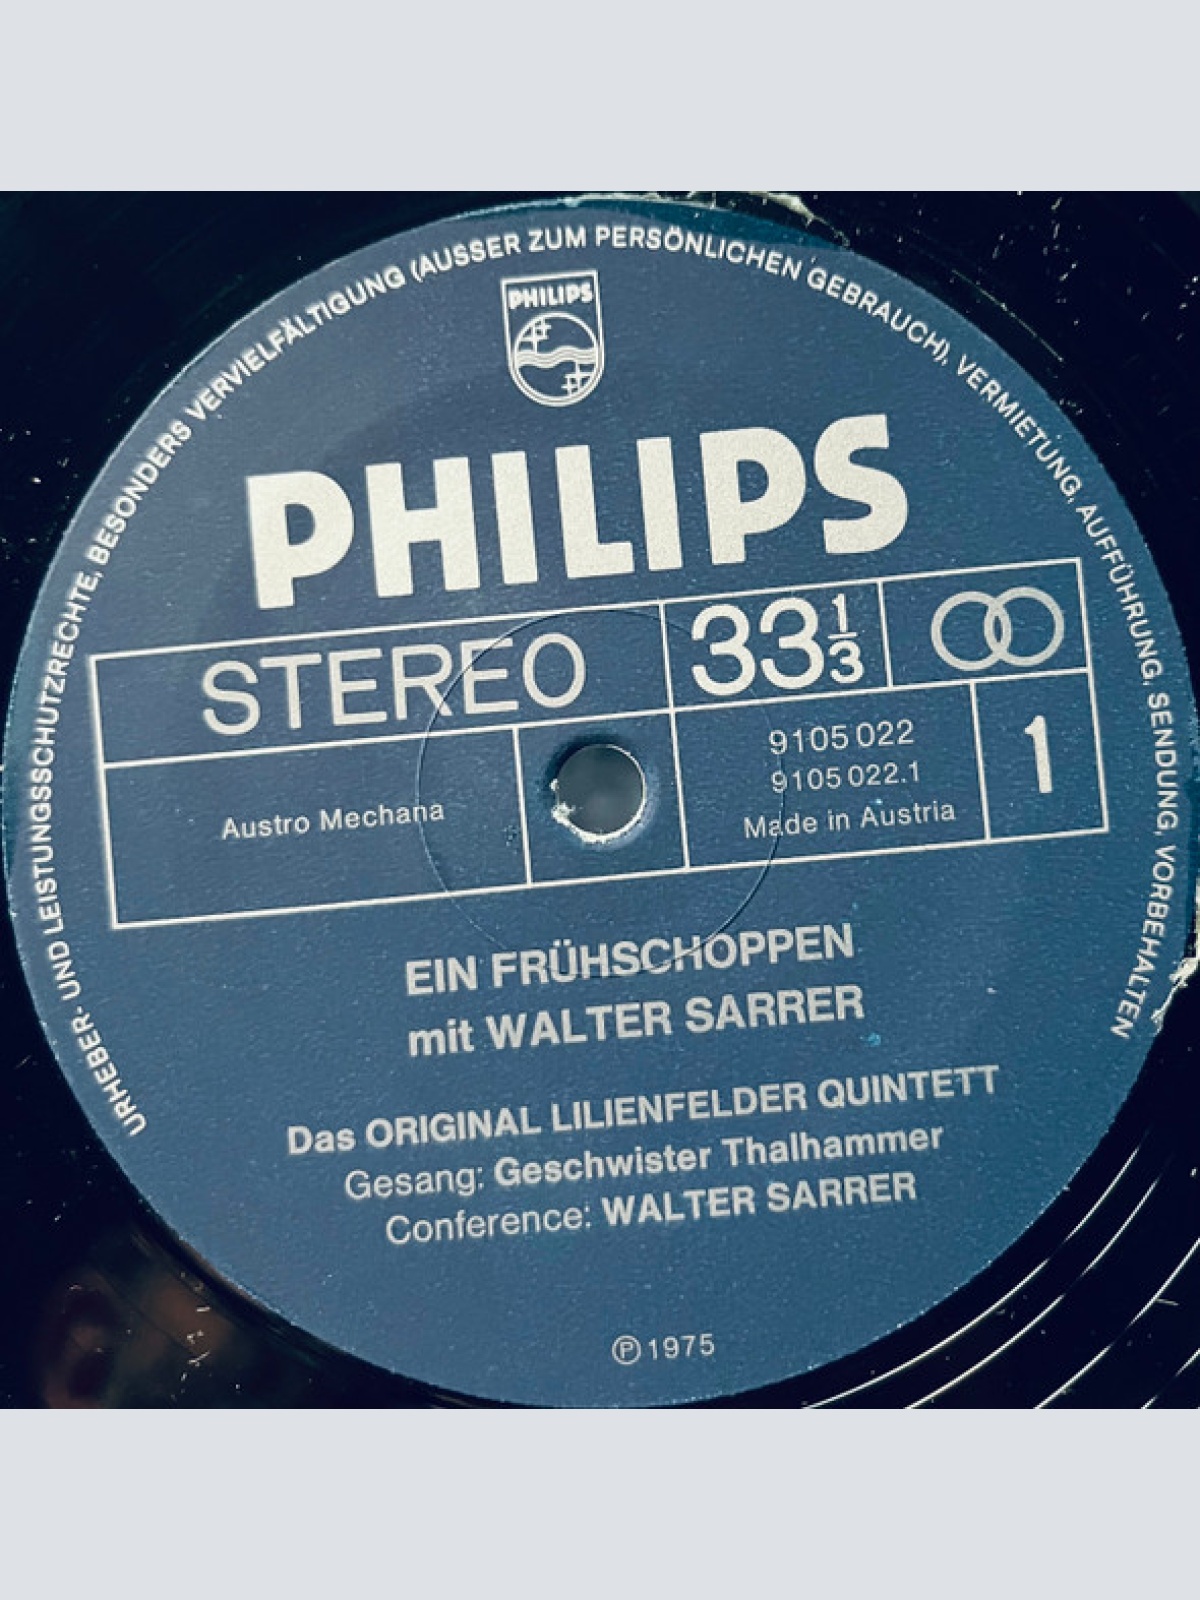 URHEBER- UND LEISTUNGSSCHUTZRECHTE, BESONDERS VERVIELFÄLTIGUNG (AUSSER ZUM PERSÖNLICHEN GEBRAUCH), VERMIETUNG, AUFFÜHRUNG, SENDUNG, VORBEHALTEN
PHILIPS
PHILIPS
STEREO
33 1/3
9105 022
9105 022.1
Made in Austria
1
Austro Mechana
EIN FRÜHSCHOPPEN
mit WALTER SARRER
Das ORIGINAL LILIENFELDER QUINTETT
Gesang: Geschwister Thalhammer
Conference: WALTER SARRER
℗ 1975